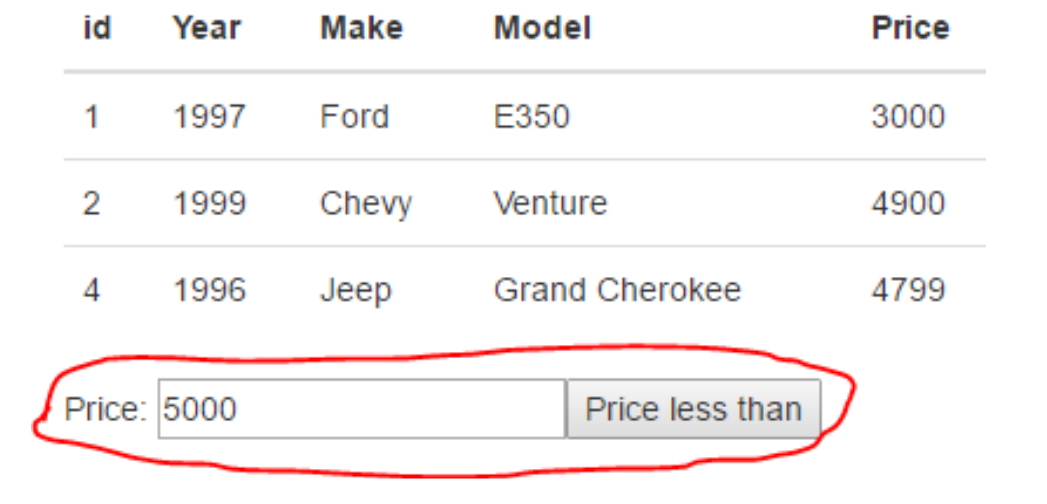 id Year Make Model Price
1 1997 Ford E350 3000
2 1999 Chevy Venture 4900
4 1996 Jeep Grand Cherokee 4799
Price: 5000 Price less than